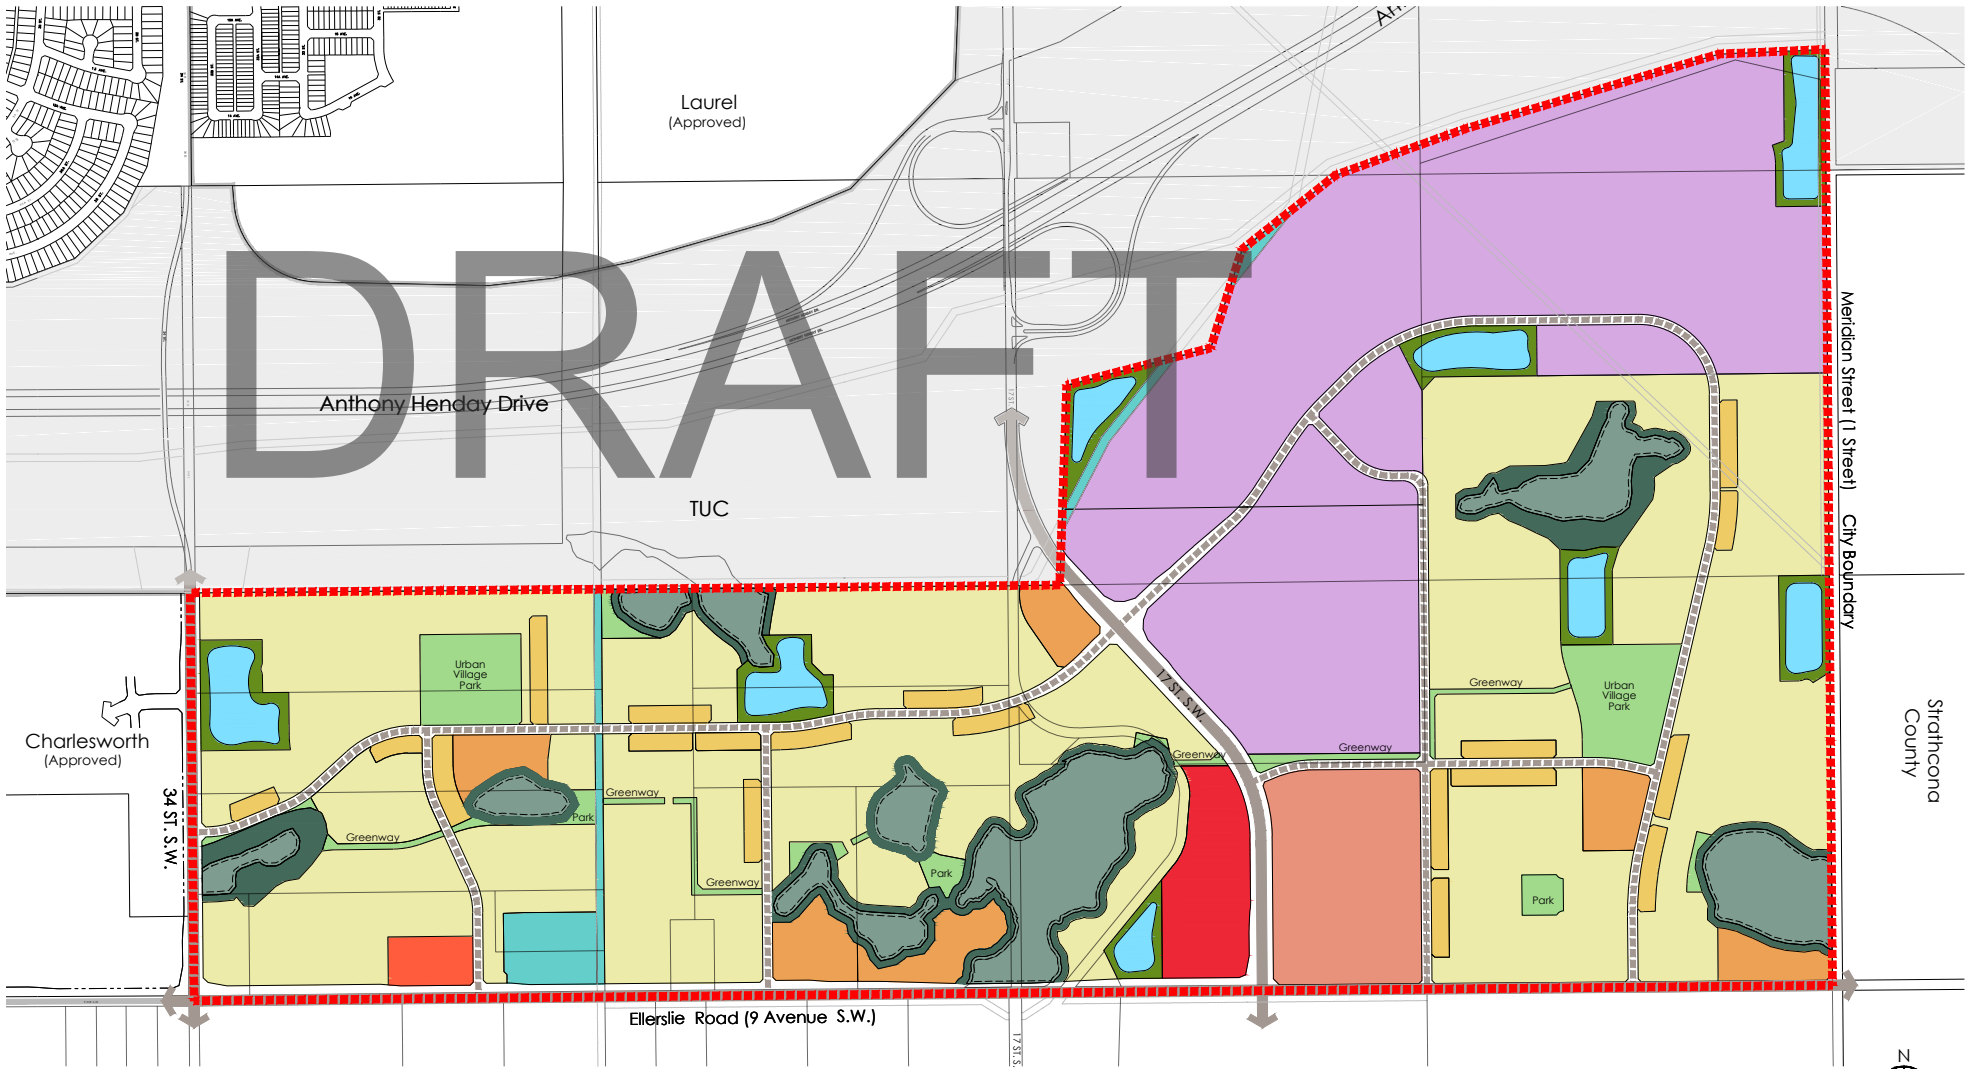 Laurel
(Approved)
DRAFT
Anthony Henday Drive
TUC
Meridian Street (1 Street)    City Boundary
Urban
Village
Park
Greenway
Urban
Village
Park
17 ST. S.W.
Charlesworth
(Approved)
Strathcona
County
34 ST. S.W.
Greenway
Greenway
Greenway
Park
Greenway
Greenway
Park
Park
Ellerslie Road (9 Avenue S.W.)
17 ST. S.
N